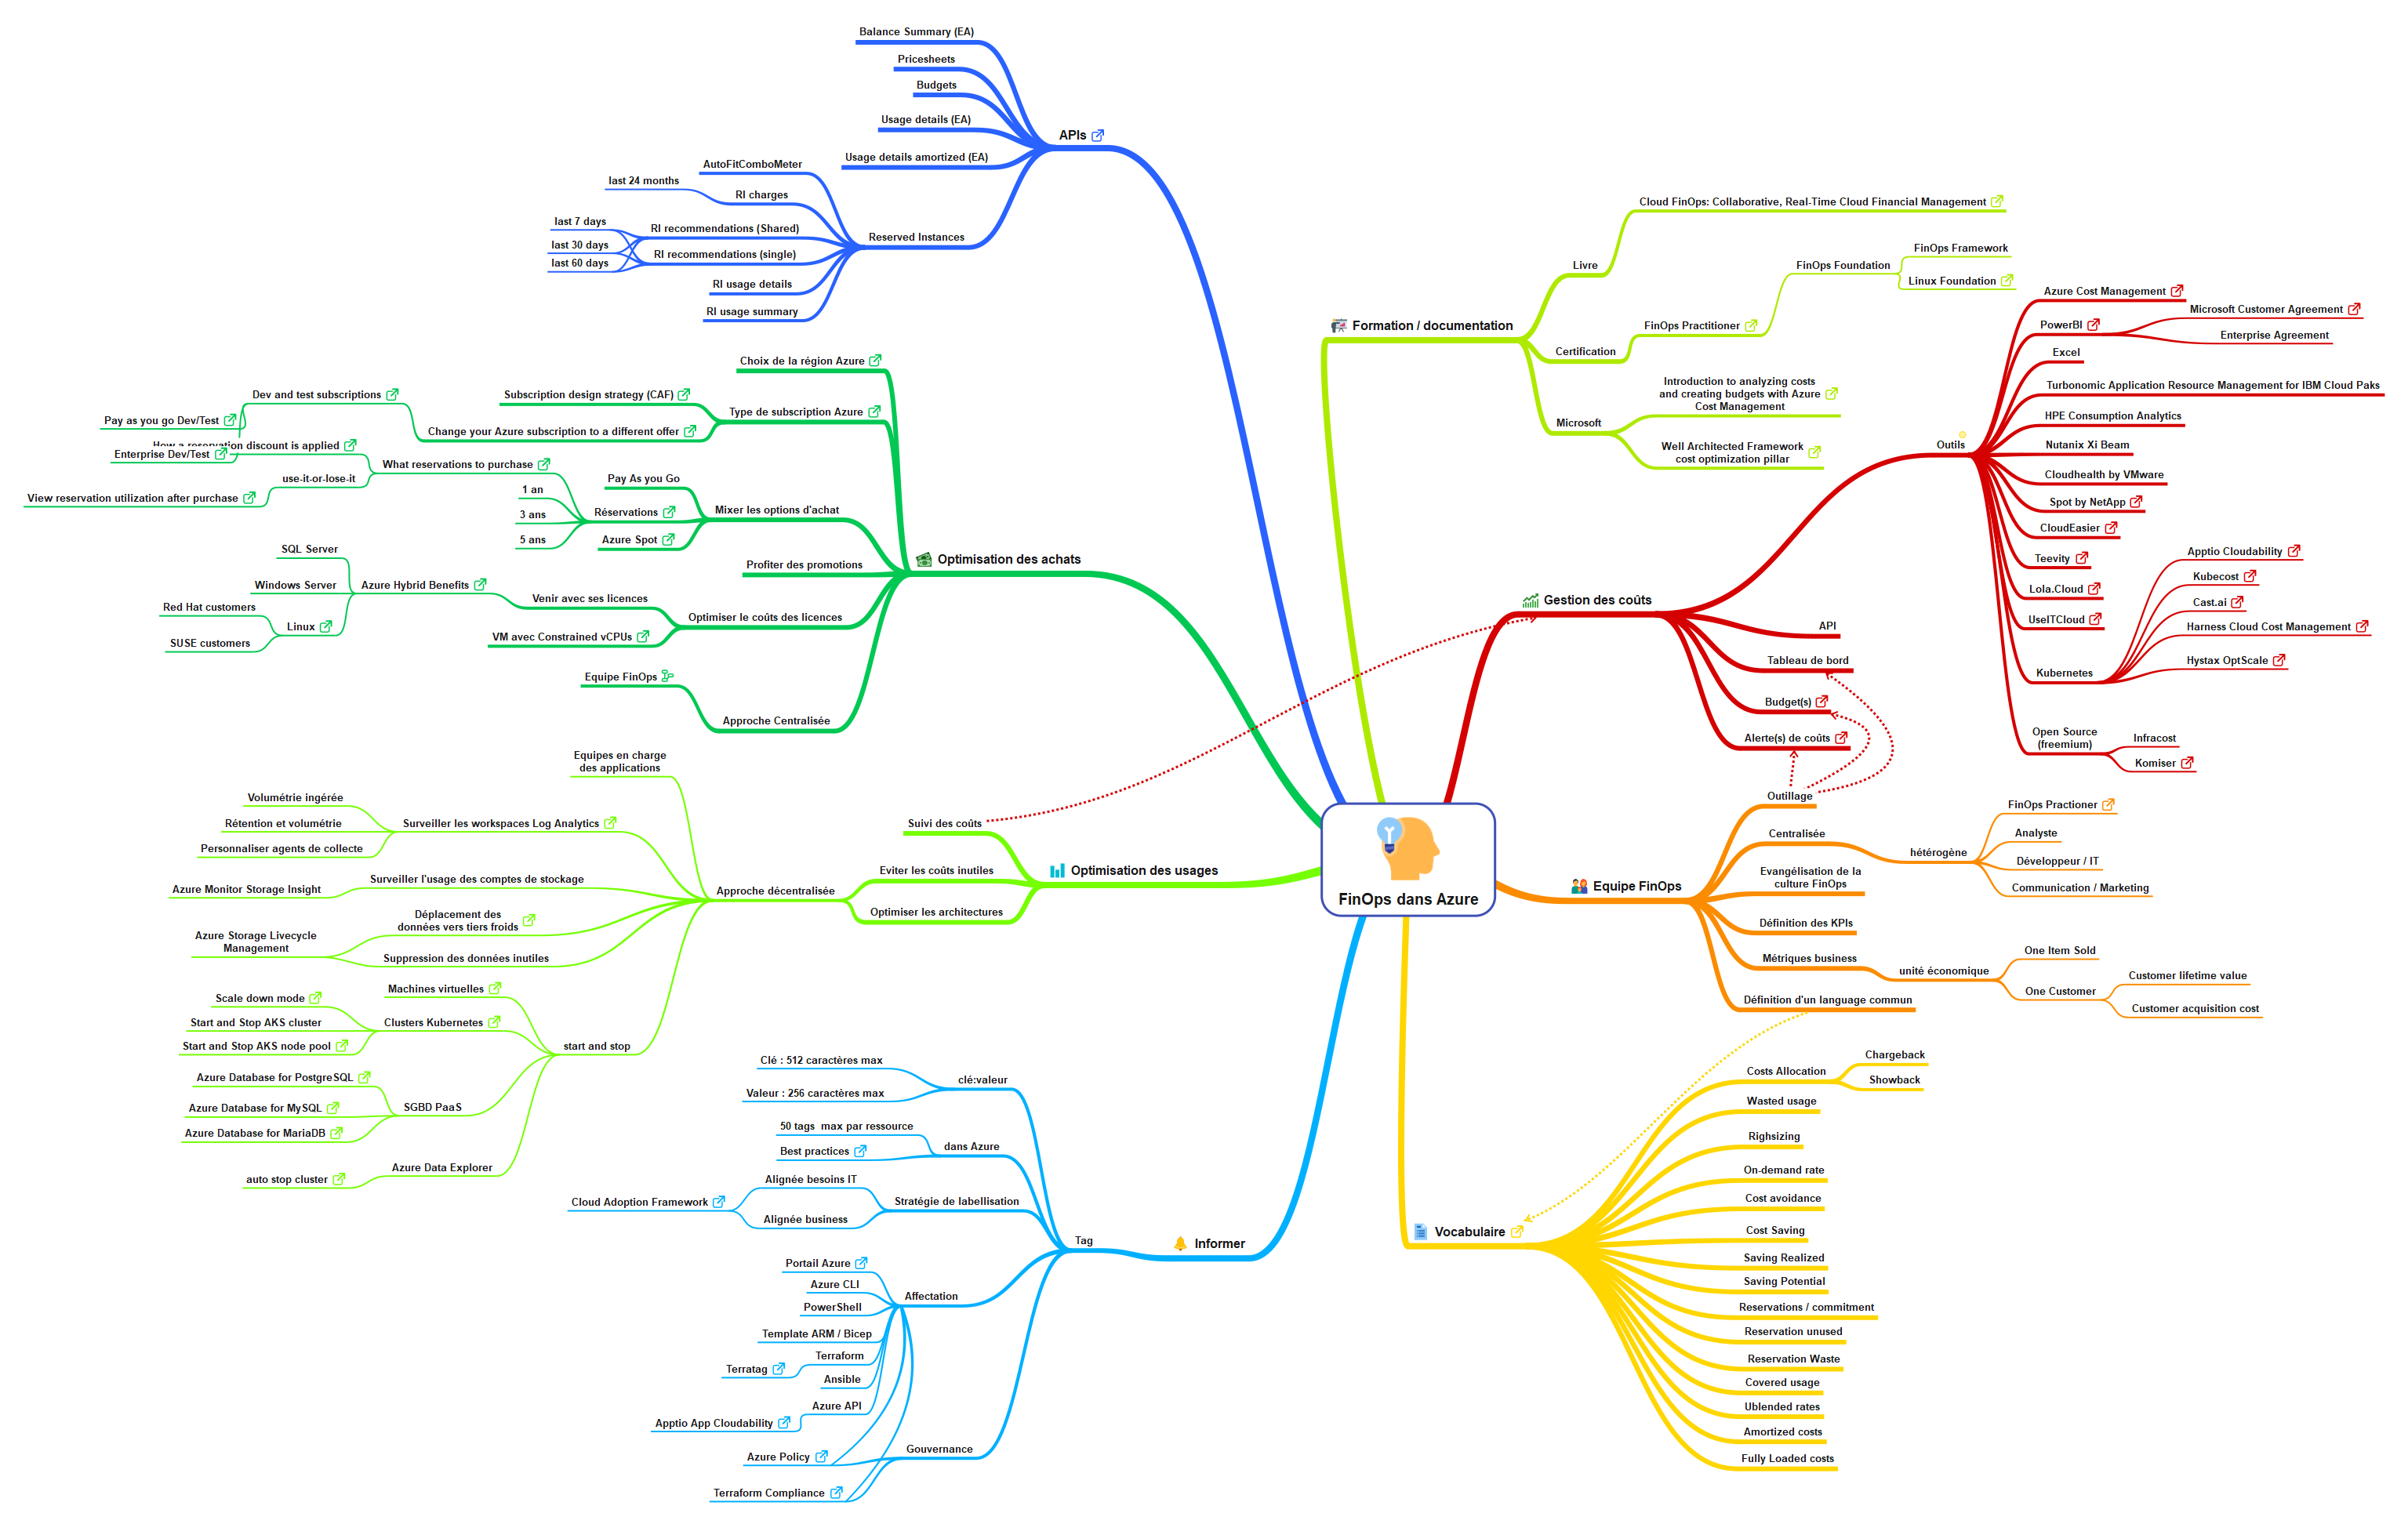 Balance Summary (EA)
Pricesheets
Budgets
Usage details (EA)
Usage details amortized (EA)
APIs
AutoFitComboMeter
last 24 months
RI charges
last 7 days
last 30 days
last 60 days
RI recommendations (Shared)
RI recommendations (single)
Reserved Instances
RI usage details
RI usage summary
Choix de la région Azure
Dev and test subscriptions
Subscription design strategy (CAF)
Type de subscription Azure
Pay as you go Dev/Test
Change your Azure subscription to a different offer
How a reservation discount is applied
Enterprise Dev/Test
What reservations to purchase
use-it-or-lose-it
View reservation utilization after purchase
Pay As you Go
1 an
3 ans
5 ans
Réservations
Mixer les options d'achat
Azure Spot
SQL Server
Windows Server
Azure Hybrid Benefits
Red Hat customers
Linux
SUSE customers
Profiter des promotions
Optimisation des achats
Venir avec ses licences
Optimiser le coûts des licences
VM avec Constrained vCPUs
Equipe FinOps
Approche Centralisée
Equipes en charge
des applications
Volumétrie ingérée
Rétention et volumétrie
Personnaliser agents de collecte
Surveiller les workspaces Log Analytics
Azure Monitor Storage Insight
Surveiller l'usage des comptes de stockage
Déplacement des
données vers tiers froids
Azure Storage Livecycle
Management
Suppression des données inutiles
Approche décentralisée
Suivi des coûts
Eviter les coûts inutiles
Optimiser les architectures
Optimisation des usages
Machines virtuelles
Scale down mode
Start and Stop AKS cluster
Start and Stop AKS node pool
Clusters Kubernetes
start and stop
Azure Database for PostgreSQL
Azure Database for MySQL
Azure Database for MariaDB
SGBD PaaS
Azure Data Explorer
auto stop cluster
Clé : 512 caractères max
Valeur : 256 caractères max
clé:valeur
50 tags max par ressource
Best practices
dans Azure
Alignée besoins IT
Cloud Adoption Framework
Alignée business
Stratégie de labellisation
Tag
Informer
Portail Azure
Azure CLI
PowerShell
Affectation
Template ARM / Bicep
Terraform
Terratag
Ansible
Azure API
Apptio App Cloudability
Azure Policy
Gouvernance
Terraform Compliance
FinOps dans Azure
Cloud FinOps: Collaborative, Real-Time Cloud Financial Management
Livre
FinOps Framework
FinOps Foundation
Linux Foundation
Formation / documentation
FinOps Practitioner
Certification
Introduction to analyzing costs
and creating budgets with Azure
Cost Management
Microsoft
Well Architected Framework
cost optimization pillar
Azure Cost Management
Microsoft Customer Agreement
PowerBI
Enterprise Agreement
Excel
Turbonomic Application Resource Management for IBM Cloud Paks
HPE Consumption Analytics
Outils
Nutanix Xi Beam
Cloudhealth by VMware
Spot by NetApp
CloudEasier
Teevity
Lola.Cloud
UseITCloud
Apptio Cloudability
Kubecost
Cast.ai
Harness Cloud Cost Management
Hystax OptScale
Kubernetes
Open Source
(freemium)
Infracost
Komiser
Gestion des coûts
API
Tableau de bord
Budget(s)
Alerte(s) de coûts
Outillage
FinOps Practioner
Centralisée
Analyste
hétérogène
Développeur / IT
Communication / Marketing
Evangélisation de la
culture FinOps
Equipe FinOps
Définition des KPIs
Métriques business
One Item Sold
unité économique
One Customer
Customer lifetime value
Customer acquisition cost
Définition d'un language commun
Chargeback
Costs Allocation
Showback
Wasted usage
Righsizing
On-demand rate
Cost avoidance
Vocabulaire
Cost Saving
Saving Realized
Saving Potential
Reservations / commitment
Reservation unused
Reservation Waste
Covered usage
Ublended rates
Amortized costs
Fully Loaded costs